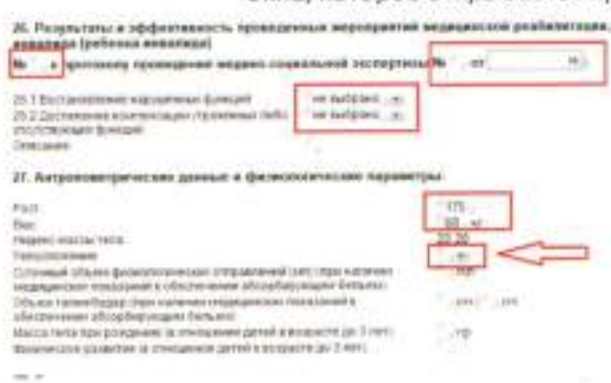 26. Результаты и эффективность проведенных мероприятий медицинской реабилитации,
инвалида (ребенка-инвалида)
№ к протоколу проведения медико-социальной экспертизы № от
26.1 Восстановление нарушенных функций не выбрано
26.2 Достижение компенсации утраченных либо не выбрано
отсутствующих функций
Описание
27. Антропометрические данные и физиологические параметры:
Рост 175
Вес кг
Индекс массы тела
Телосложение
Суточный объем физиологических отправлений (мл) (при наличии
медицинских показаний к обеспечению абсорбирующим бельем)
Объем талии/бедер (при наличии медицинских показаний к
обеспечению абсорбирующим бельем)
Масса тела при рождении (в отношении детей в возрасте до 3 лет)
Физическое развитие (в отношении детей в возрасте до 3 лет)